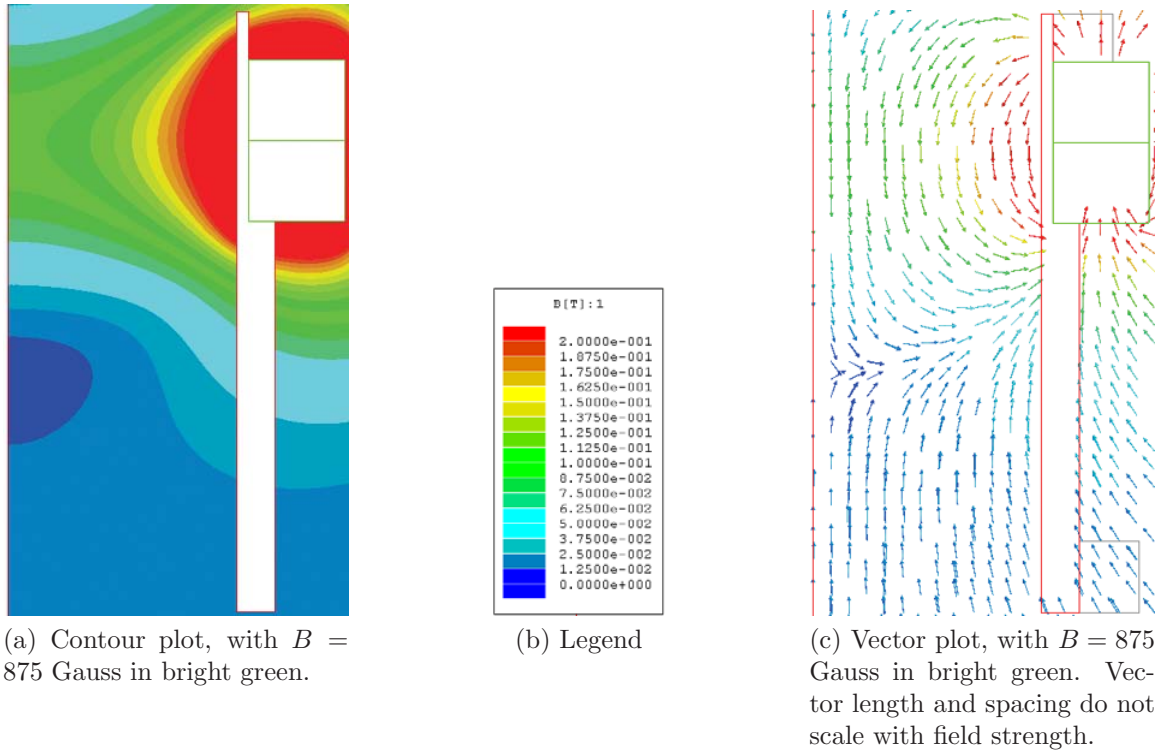 B[T]:1
2.0000e-001
1.8750e-001
1.7500e-001
1.6250e-001
1.5000e-001
1.3750e-001
1.2500e-001
1.1250e-001
1.0000e-001
8.7500e-002
7.5000e-002
6.2500e-002
5.0000e-002
3.7500e-002
2.5000e-002
1.2500e-002
0.0000e+000
(a) Contour plot, with B =
875 Gauss in bright green.
(b) Legend
(c) Vector plot, with B = 875
Gauss in bright green. Vec-
tor length and spacing do not
scale with field strength.